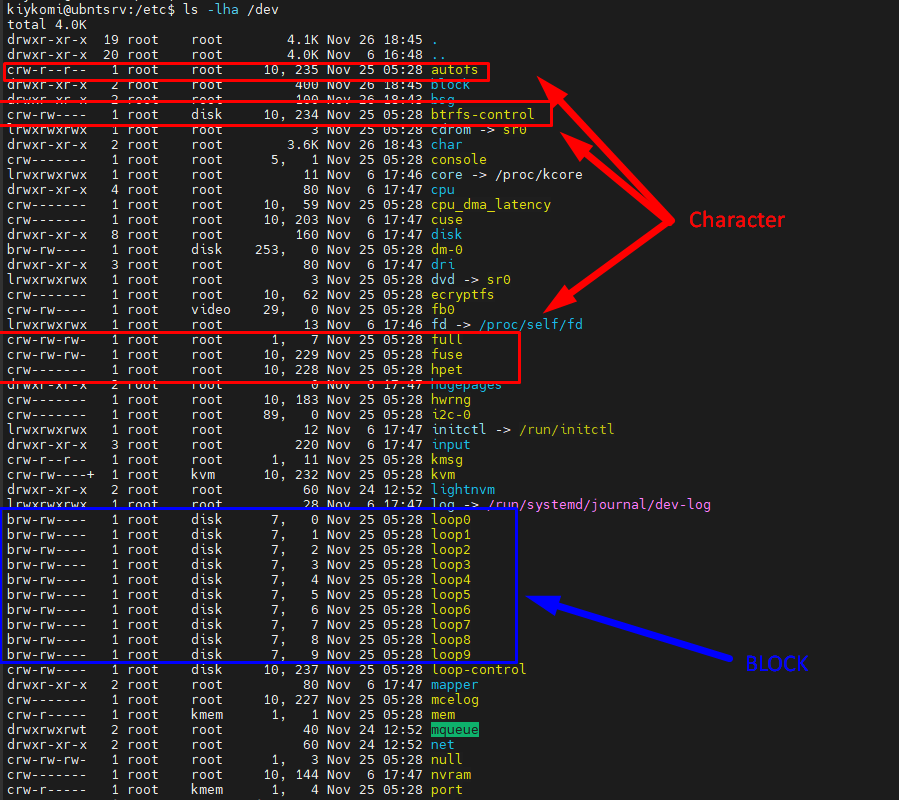 kiykomi@ubntsrv:/etc$ ls -lha /dev
total 4.0K
drwxr-xr-x 19 root root 4.1K Nov 26 18:45 .
drwxr-xr-x 20 root root 4.0K Nov 6 16:48 ..
crw-r--r-- 1 root root 10, 235 Nov 25 05:28 autofs
drwxr-xr-x 2 root root 400 Nov 26 18:45 block
drwxr-xr-x 2 root root 100 Nov 26 18:43 bsg
crw-rw---- 1 root disk 10, 234 Nov 25 05:28 btrfs-control
lrwxrwxrwx 1 root root 3 Nov 25 05:28 cdrom -> sr0
drwxr-xr-x 2 root root 3.6K Nov 26 18:43 char
crw------- 1 root root 5, 1 Nov 25 05:28 console
lrwxrwxrwx 1 root root 11 Nov 6 17:46 core -> /proc/kcore
drwxr-xr-x 4 root root 80 Nov 6 17:47 cpu
crw------- 1 root root 10, 59 Nov 25 05:28 cpu_dma_latency
crw------- 1 root root 10, 203 Nov 6 17:47 cuse
drwxr-xr-x 8 root root 160 Nov 6 17:47 disk
brw-rw---- 1 root disk 253, 0 Nov 25 05:28 dm-0
drwxr-xr-x 3 root root 80 Nov 6 17:47 dri
lrwxrwxrwx 1 root root 3 Nov 25 05:28 dvd -> sr0
crw------- 1 root root 10, 62 Nov 25 05:28 ecryptfs
crw-rw---- 1 root video 29, 0 Nov 25 05:28 fb0
lrwxrwxrwx 1 root root 13 Nov 6 17:46 fd -> /proc/self/fd
crw-rw-rw- 1 root root 1, 7 Nov 25 05:28 full
crw-rw-rw- 1 root root 10, 229 Nov 25 05:28 fuse
crw------- 1 root root 10, 228 Nov 25 05:28 hpet
drwxr-xr-x 2 root root 0 Nov 6 17:47 hugepages
crw------- 1 root root 10, 183 Nov 25 05:28 hwrng
crw------- 1 root root 89, 0 Nov 25 05:28 i2c-0
lrwxrwxrwx 1 root root 12 Nov 6 17:47 initctl -> /run/initctl
drwxr-xr-x 3 root root 220 Nov 6 17:47 input
crw-r--r-- 1 root root 1, 11 Nov 25 05:28 kmsg
crw-rw----+ 1 root kvm 10, 232 Nov 25 05:28 kvm
drwxr-xr-x 2 root root 60 Nov 24 12:52 lightnvm
lrwxrwxrwx 1 root root 28 Nov 6 17:47 log -> /run/systemd/journal/dev-log
brw-rw---- 1 root disk 7, 0 Nov 25 05:28 loop0
brw-rw---- 1 root disk 7, 1 Nov 25 05:28 loop1
brw-rw---- 1 root disk 7, 2 Nov 25 05:28 loop2
brw-rw---- 1 root disk 7, 3 Nov 25 05:28 loop3
brw-rw---- 1 root disk 7, 4 Nov 25 05:28 loop4
brw-rw---- 1 root disk 7, 5 Nov 25 05:28 loop5
brw-rw---- 1 root disk 7, 6 Nov 25 05:28 loop6
brw-rw---- 1 root disk 7, 7 Nov 25 05:28 loop7
brw-rw---- 1 root disk 7, 8 Nov 25 05:28 loop8
brw-rw---- 1 root disk 7, 9 Nov 25 05:28 loop9
crw-rw---- 1 root disk 10, 237 Nov 25 05:28 loop-control
drwxr-xr-x 2 root root 80 Nov 6 17:47 mapper
crw------- 1 root root 10, 227 Nov 25 05:28 mcelog
crw-r----- 1 root kmem 1, 1 Nov 25 05:28 mem
drwxrwxrwt 2 root root 40 Nov 24 12:52 mqueue
drwxr-xr-x 2 root root 60 Nov 24 12:52 net
crw-rw-rw- 1 root root 1, 3 Nov 25 05:28 null
crw------- 1 root root 10, 144 Nov 6 17:47 nvram
crw-r----- 1 root kmem 1, 4 Nov 25 05:28 port
Character
BLOCK